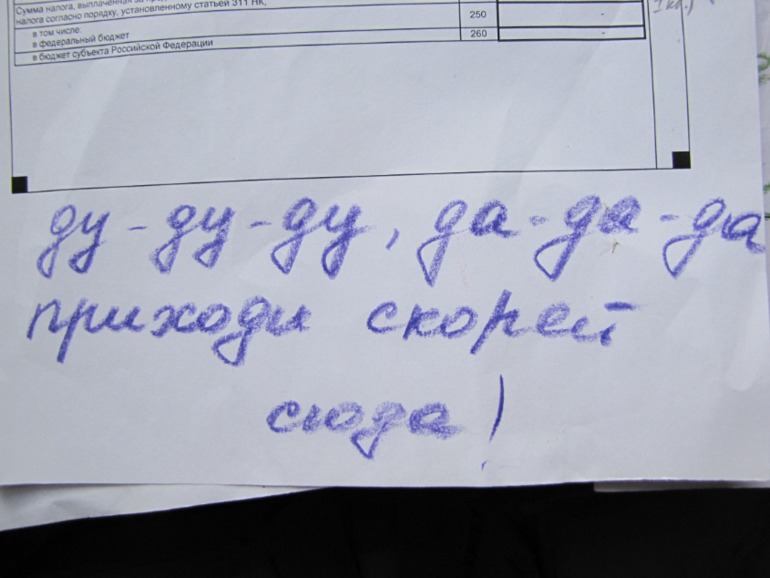 Сумма налога, выплаченная за
налога согласно порядку, установленному статьей 311 НК,
в том числе:
в федеральный бюджет
250
-
в бюджет субъекта Российской Федерации
260
-
ду-ду-ду, да-да-да
приходи скорей
сюда!